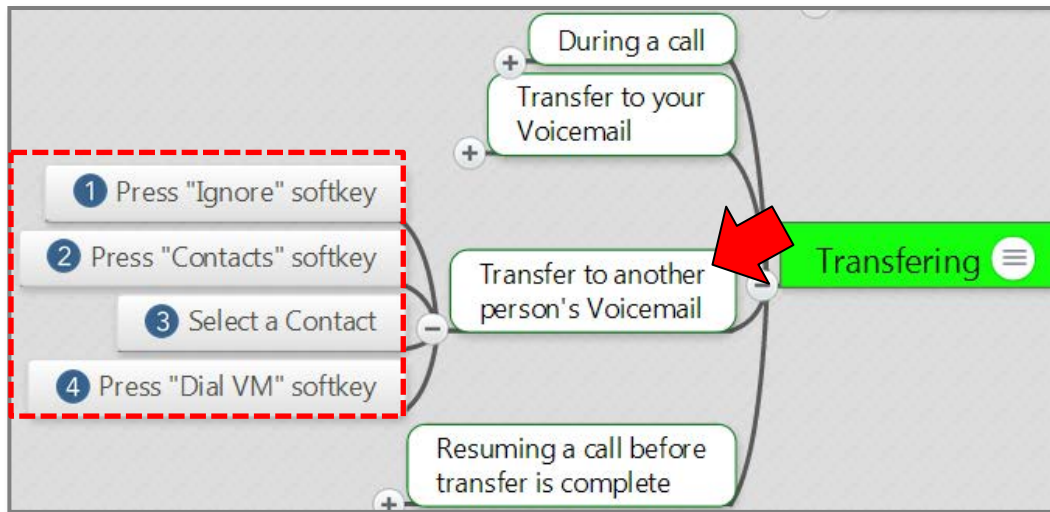 During a call
Transfer to your
Voicemail
1 Press "Ignore" softkey
2 Press "Contacts" softkey
3 Select a Contact
4 Press "Dial VM" softkey
Transfer to another
person's Voicemail
Transfering
Resuming a call before
transfer is complete